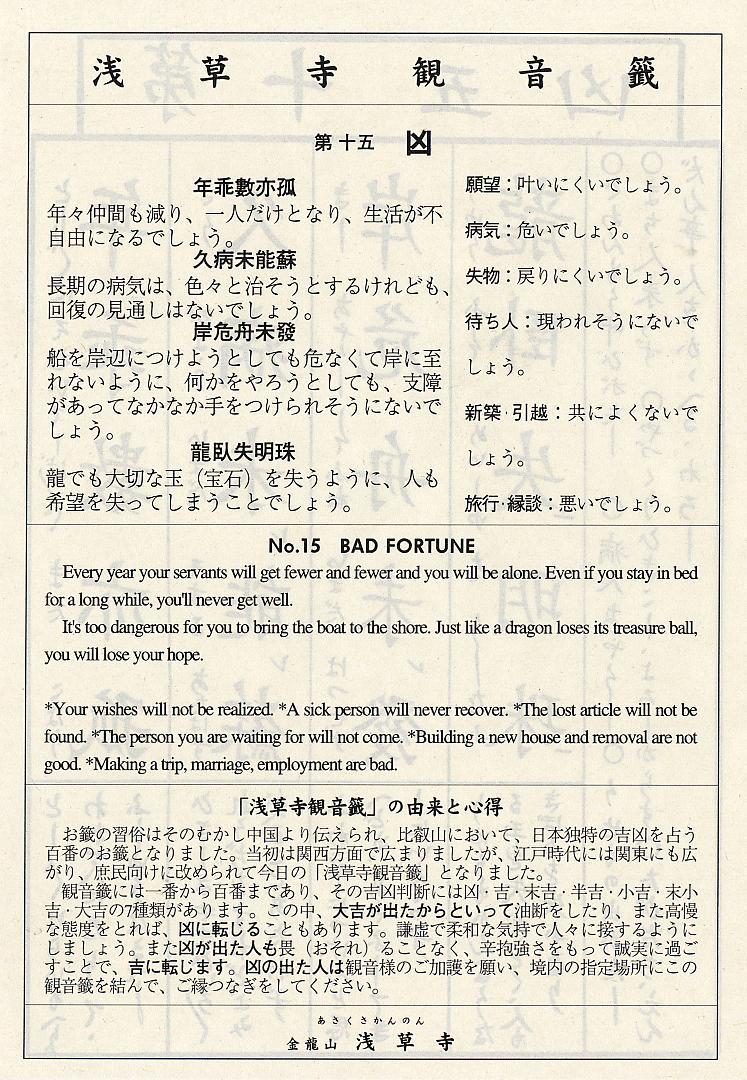 浅草寺観音籤
第十五 凶
年乖數亦孤
年々仲間も減り、一人だけとなり、生活が不
自由になるでしょう。
久病未能蘇
長期の病気は、色々と治そうとするけれども、
回復の見通しはないでしょう。
岸危舟未發
船を岸辺につけようとしても危なくて岸に至
れないように、何かをやろうとしても、支障
があってなかなか手をつけられそうにないで
しょう。
龍臥失明珠
龍でも大切な玉（宝石）を失うように、人も
希望を失ってしまうことでしょう。
願望：叶いにくいでしょう。
病気：危いでしょう。
失物：戻りにくいでしょう。
待ち人：現われそうにないで
しょう。
新築・引越：共によくないで
しょう。
旅行・縁談：悪いでしょう。
No.15 BAD FORTUNE
Every year your servants will get fewer and fewer and you will be alone. Even if you stay in bed
for a long while, you'll never get well.
It's too dangerous for you to bring the boat to the shore. Just like a dragon loses its treasure ball,
you will lose your hope.
*Your wishes will not be realized. *A sick person will never recover. *The lost article will not be
found. *The person you are waiting for will not come. *Building a new house and removal are not
good. *Making a trip, marriage, employment are bad.
「浅草寺観音籤」の由来と心得
お籤の習俗はそのむかし中国より伝えられ、比叡山において、日本独特の吉凶を占う
百番のお籤となりました。当初は関西方面で広まりましたが、江戸時代には関東にも広
がり、庶民向けに改められて今日の「浅草寺観音籤」となりました。
観音籤には一番から百番まであり、その吉凶判断には凶・吉・末吉・半吉・小吉・末小
吉・大吉の7種類があります。この中、大吉が出たからといって油断をしたり、また高慢
な態度をとれば、凶に転じることもあります。謙虚で柔和な気持で人々に接するように
しましょう。また凶が出た人も畏（おそれ）ることなく、辛抱強さをもって誠実に過ご
すことで、吉に転じます。凶の出た人は観音様のご加護を願い、境内の指定場所にこの
観音籤を結んで、ご縁つなぎをしてください。
あさくさかんのん
金龍山 浅草寺